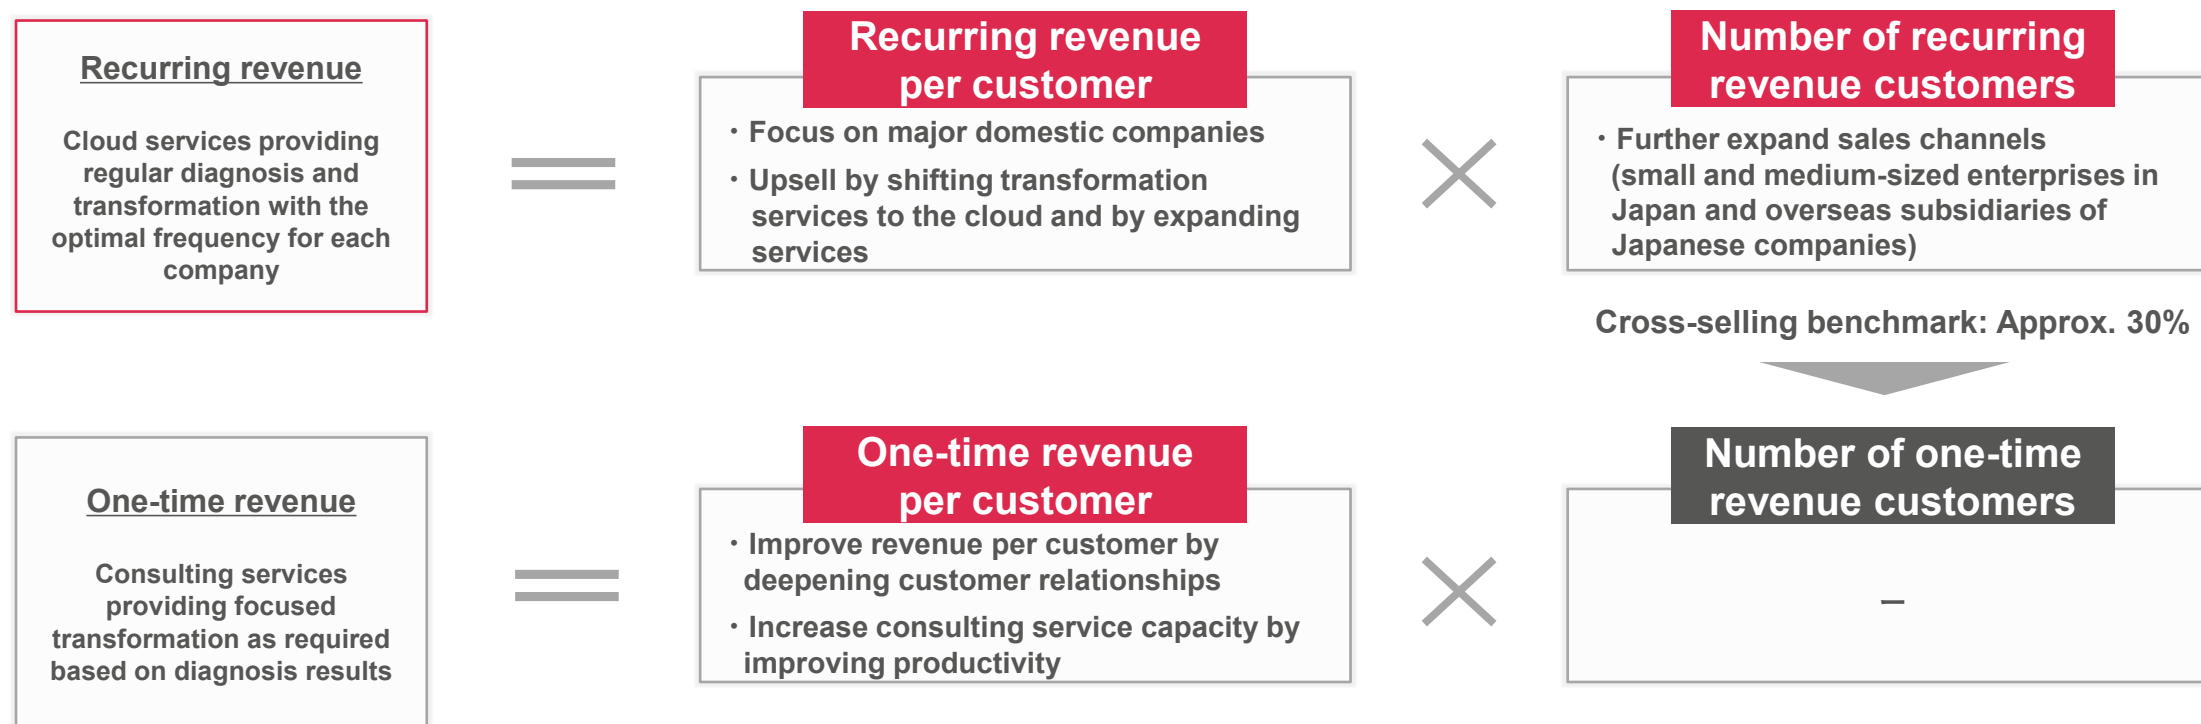 Recurring revenue
Cloud services providing
regular diagnosis and
transformation with the
optimal frequency for each
company
Recurring revenue
per customer
・Focus on major domestic companies
・Upsell by shifting transformation
services to the cloud and by expanding
services
Number of recurring
revenue customers
・Further expand sales channels
(small and medium-sized enterprises in
Japan and overseas subsidiaries of
Japanese companies)
Cross-selling benchmark: Approx. 30%
One-time revenue
Consulting services
providing focused
transformation as required
based on diagnosis results
One-time revenue
per customer
・Improve revenue per customer by
deepening customer relationships
・Increase consulting service capacity by
improving productivity
Number of one-time
revenue customers
–